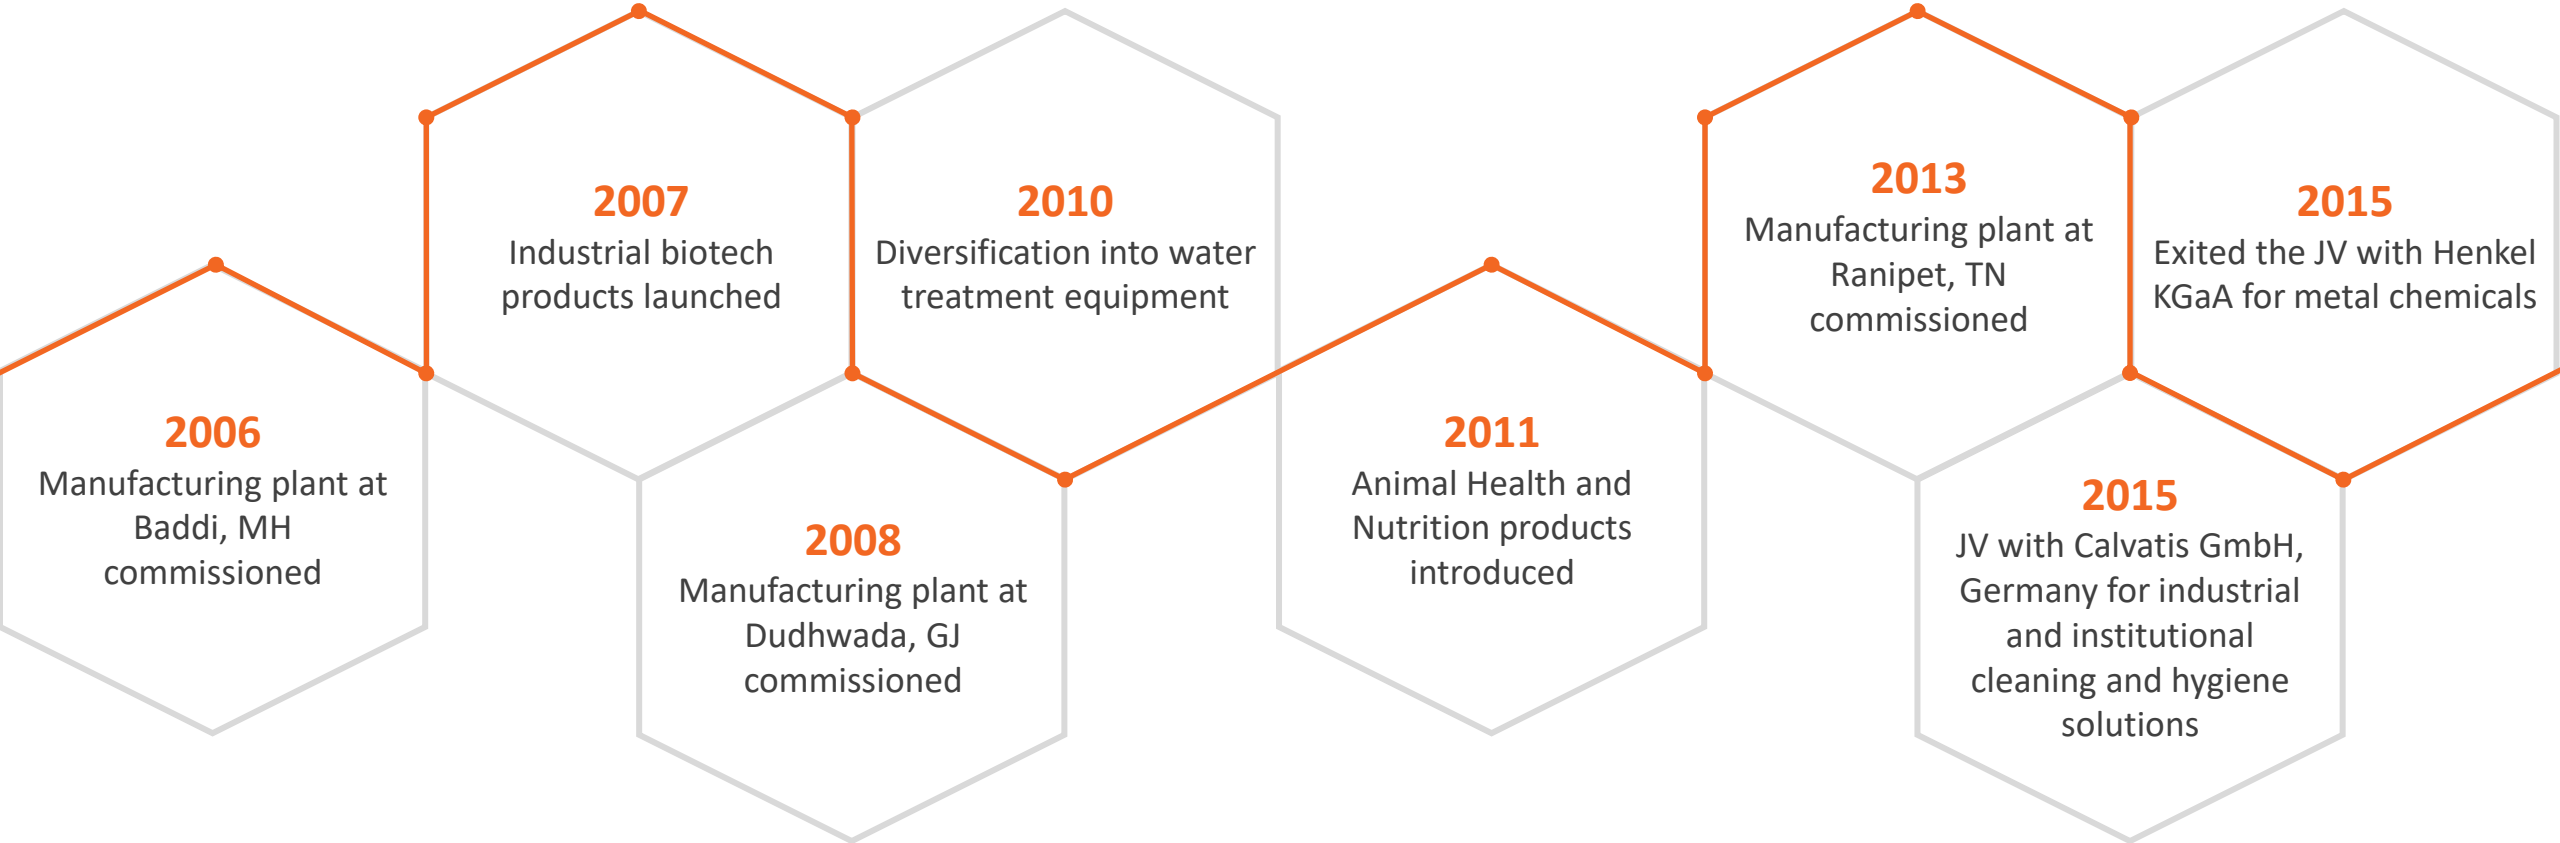 2006
Manufacturing plant at
Baddi, MH
commissioned
2007
Industrial biotech
products launched
2008
Manufacturing plant at
Dudhwada, GJ
commissioned
2010
Diversification into water
treatment equipment
2011
Animal Health and
Nutrition products
introduced
2013
Manufacturing plant at
Ranipet, TN
commissioned
2015
JV with Calvatis GmbH,
Germany for industrial
and institutional
cleaning and hygiene
solutions
2015
Exited the JV with Henkel
KGaA for metal chemicals